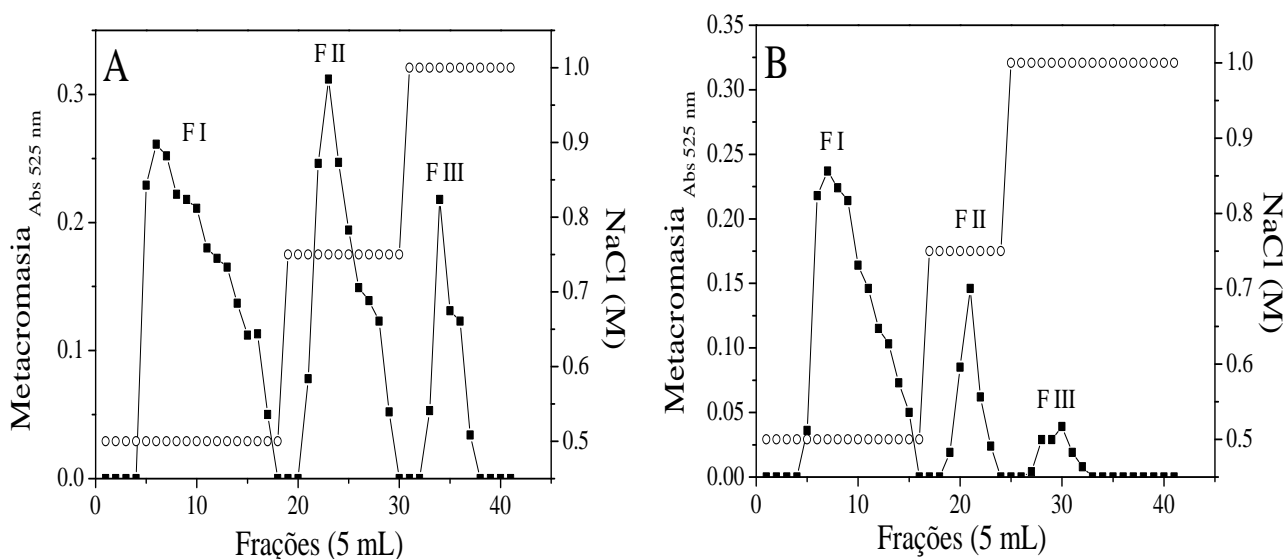 A
F I
F II
F III
Metacromasia Abs 525 nm
0.3
0.2
0.1
0.0
1.0
0.9
0.8
0.7
0.6
0.5
NaCl (M)
0 10 20 30 40
Frações (5 mL)
B
F I
F II
F III
Metacromasia Abs 525 nm
0.35
0.30
0.25
0.20
0.15
0.10
0.05
0.00
1.0
0.9
0.8
0.7
0.6
0.5
NaCl (M)
0 10 20 30 40
Frações (5 mL)